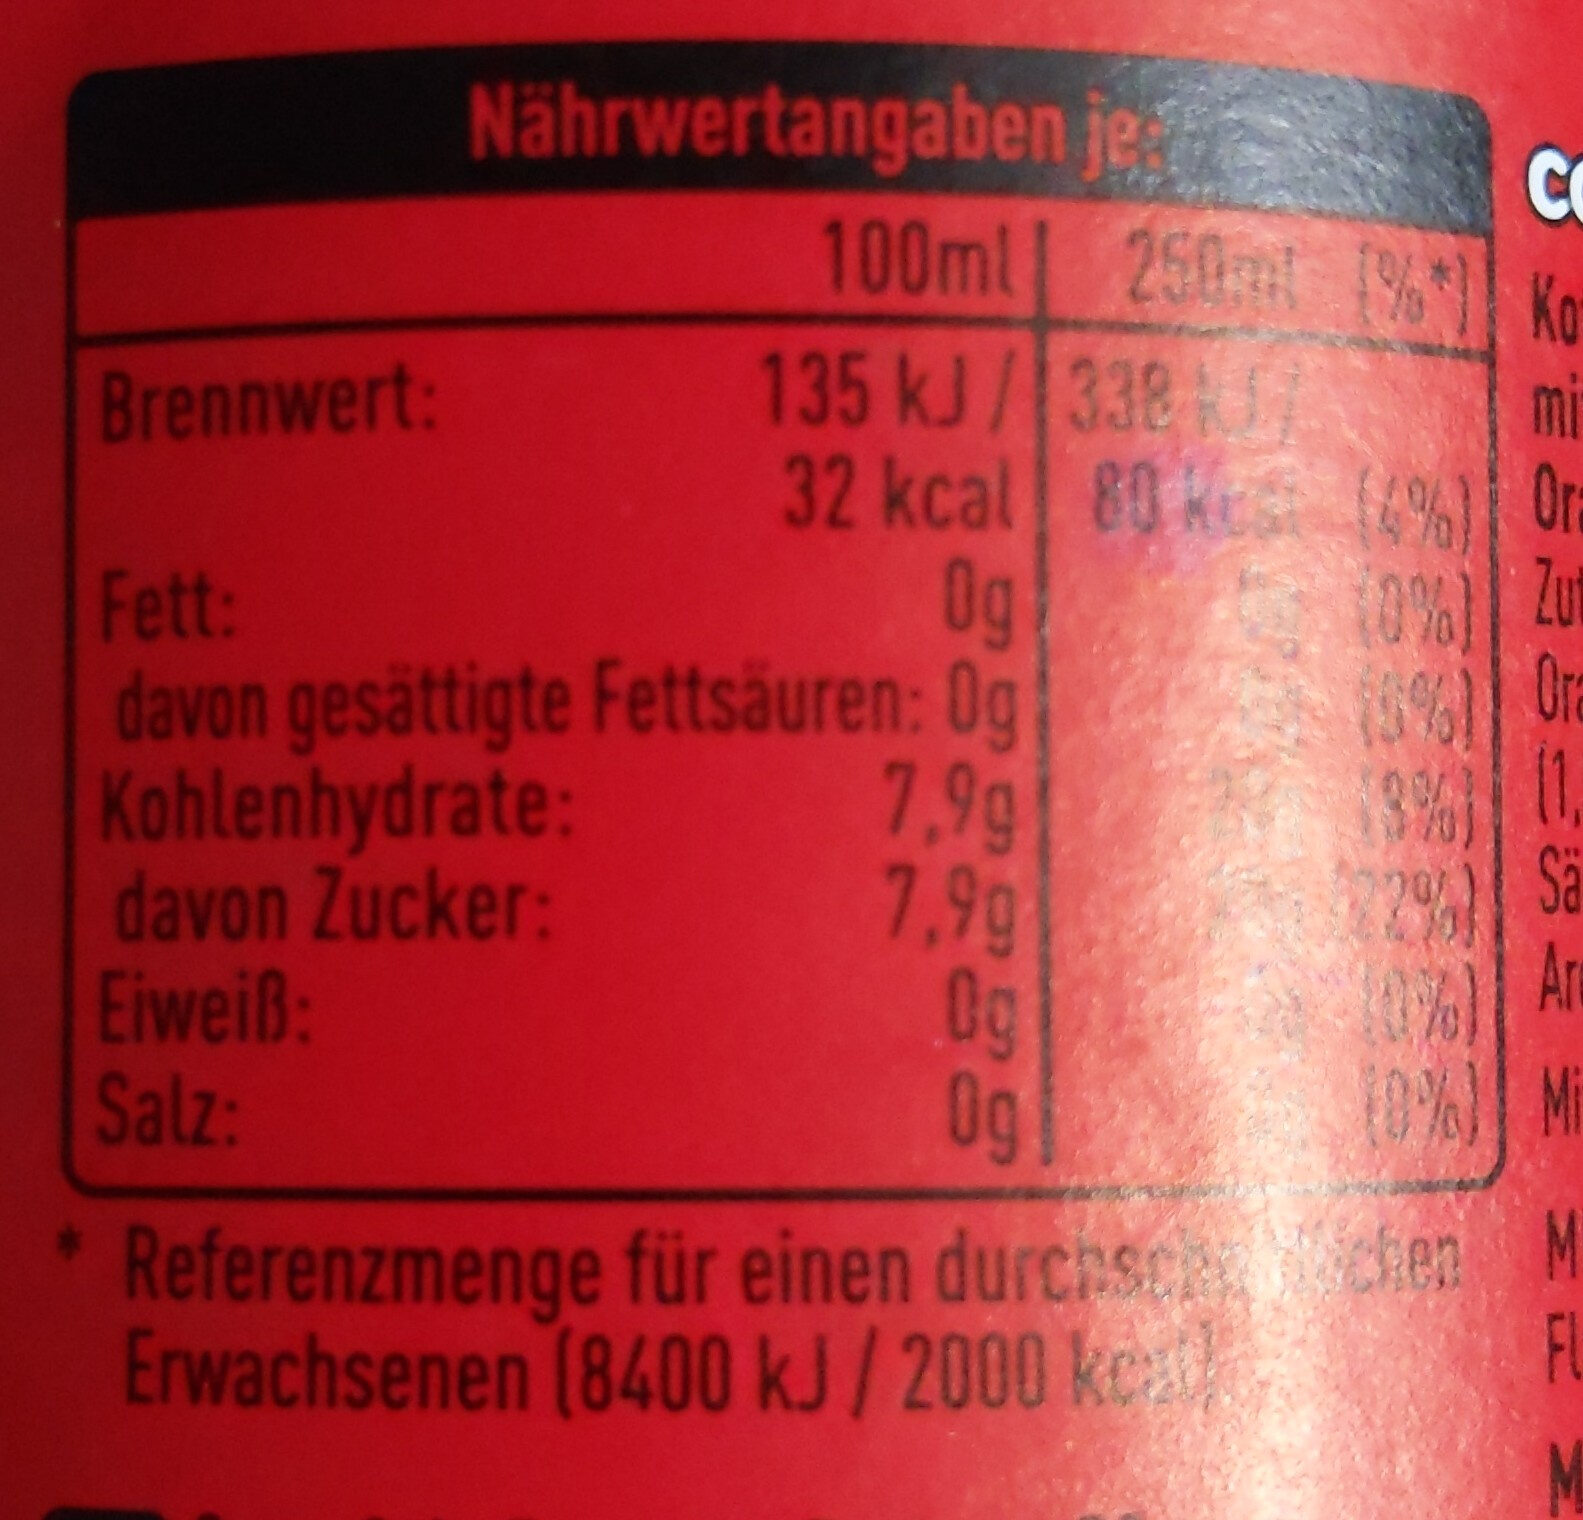 Nährwertangaben je:
100ml 250ml (%*)
Brennwert: 135 kJ / 338 kJ /
32 kcal 80 kcal (4%)
Fett: 0g 0g (0%)
davon gesättigte Fettsäuren: 0g 0g (0%)
Kohlenhydrate: 7,9g (8%)
davon Zucker: 7,9g (22%)
Eiweiß: 0g (0%)
Salz: 0g (0%)
* Referenzmenge für einen durchschnittlichen
Erwachsenen (8400 kJ / 2000 kcal).